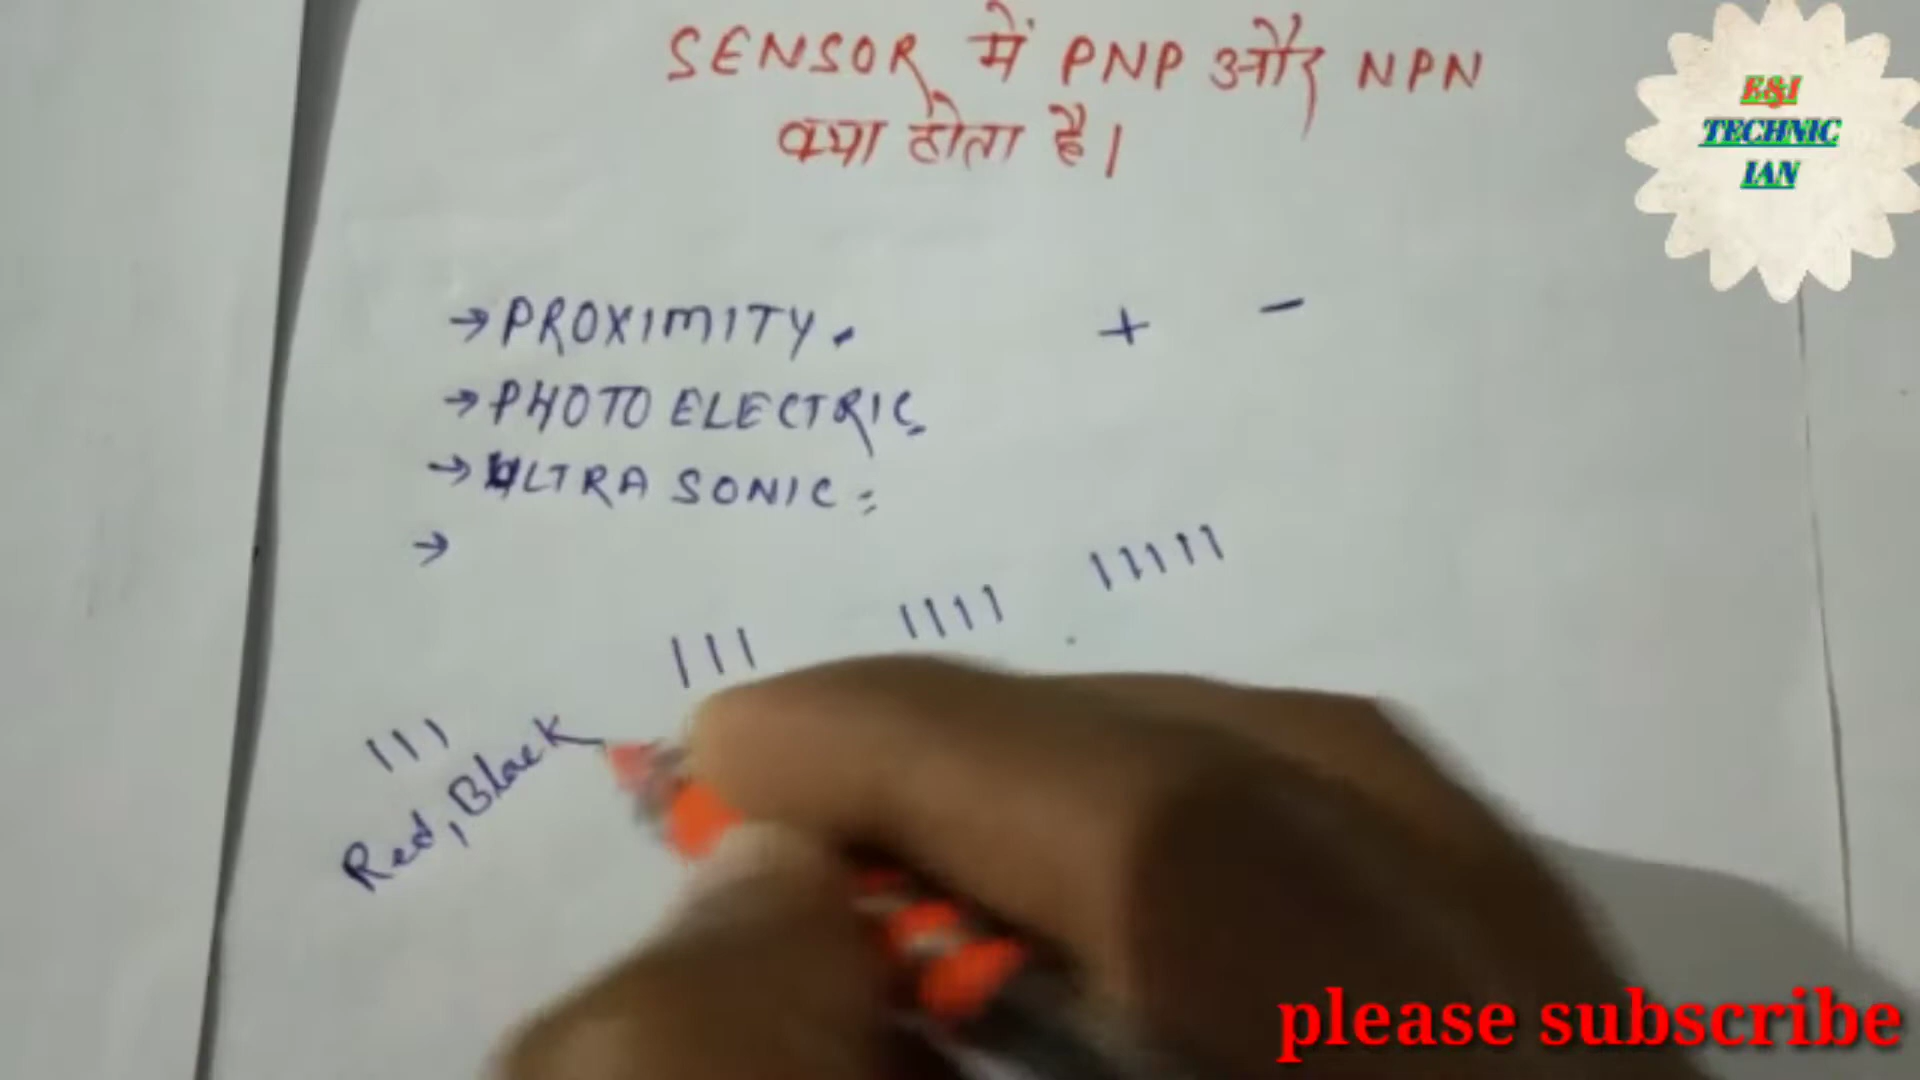 SENSOR में PNP और NPN
क्या होता है।
E&I
TECHNIC
IAN
→ PROXIMITY.
+ -
→ PHOTO ELECTRIC
→ ULTRA SONIC =
→
Red, Black
please subscribe